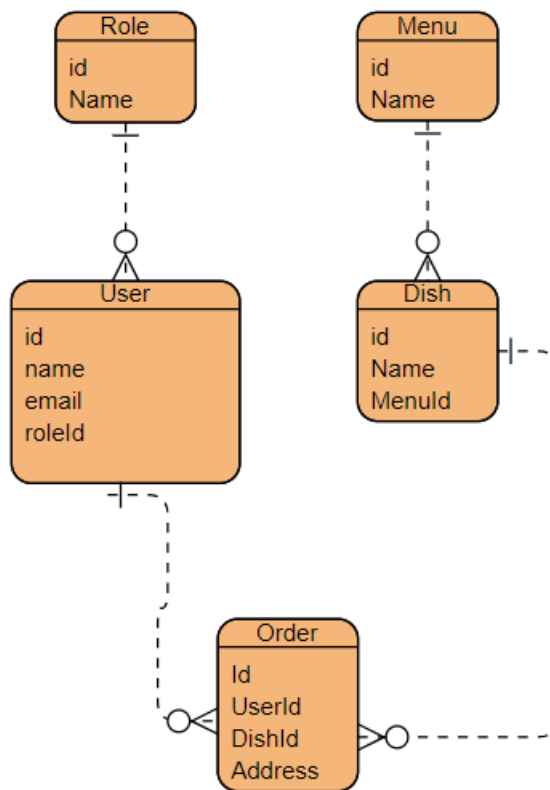 Role
id
Name
Menu
id
Name
User
id
name
email
roleId
Dish
id
Name
MenuId
Order
Id
UserId
DishId
Address